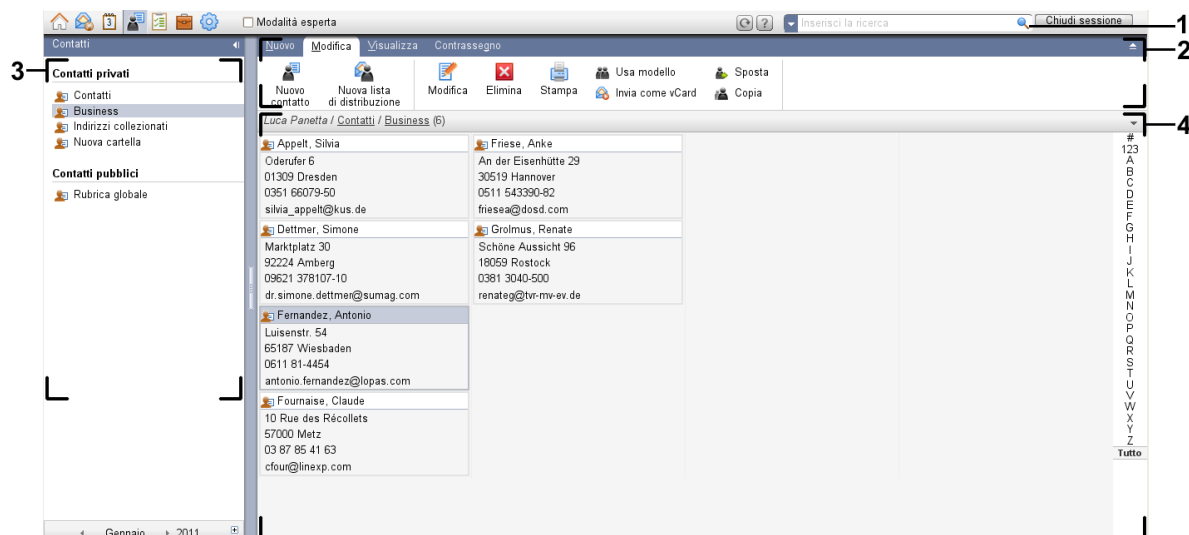 3
Modalità esperta
?
Inserisci la ricerca
Chiudi sessione
1
Contatti
Nuovo Modifica Visualizza Contrassegno
2
3
Contatti privati
Contatti
Business
Indirizzi collezionati
Nuova cartella
Contatti pubblici
Rubrica globale
Nuovo contatto
Nuova lista di distribuzione
Modifica
Elimina
Stampa
Usa modello
Invia come vCard
Sposta
Copia
Luca Panetta / Contatti / Business (6)
4
Appelt, Silvia
Oderufer 6
01309 Dresden
0351 66079-50
silvia_appelt@kus.de
Friese, Anke
An der Eisenhütte 29
30519 Hannover
0511 543390-82
friesea@dosd.com
Dettmer, Simone
Marktplatz 30
92224 Amberg
09621 378107-10
dr.simone.dettmer@sumag.com
Grolmus, Renate
Schöne Aussicht 96
18059 Rostock
0381 3040-500
renateg@tvr-mv-ev.de
Fernandez, Antonio
Luisenstr. 54
65187 Wiesbaden
0611 81-4454
antonio.fernandez@lopas.com
Fournaise, Claude
10 Rue des Récollets
57000 Metz
03 87 85 41 63
cfour@linexp.com
#
123
A
B
C
D
E
F
G
H
I
J
K
L
M
N
O
P
Q
R
S
T
U
V
W
X
Y
Z
Tutto
Gennaio 2011